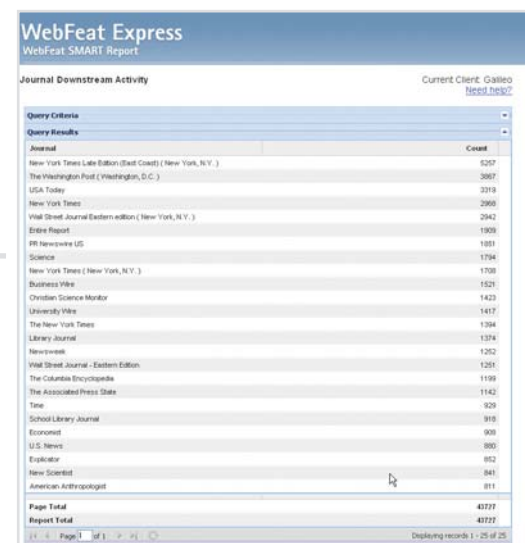 WebFeat Express
WebFeat SMART Report
Journal Downstream Activity
Current Client: Galileo
Need help?
Query Criteria
Query Results
Journal Count
New York Times Late Edition (East Coast) ( New York, N.Y. ) 5257
The Washington Post ( Washington, D.C. ) 3867
USA Today 3319
New York Times 2968
Wall Street Journal Eastern edition ( New York, N.Y. ) 2942
Entire Report 1909
PR Newswire US 1851
Science 1794
New York Times ( New York, N.Y. ) 1708
Business Wire 1521
Christian Science Monitor 1423
University Wire 1417
The New York Times 1394
Library Journal 1374
Newsweek 1252
Wall Street Journal - Eastern Edition 1251
The Columbia Encyclopedia 1199
The Associated Press State 1142
Time 929
School Library Journal 918
Economist 908
U.S. News 880
Explicator 852
New Scientist 841
American Anthropologist 811
Page Total 43727
Report Total 43727
Page 1 of 1
Displaying records 1 - 25 of 25